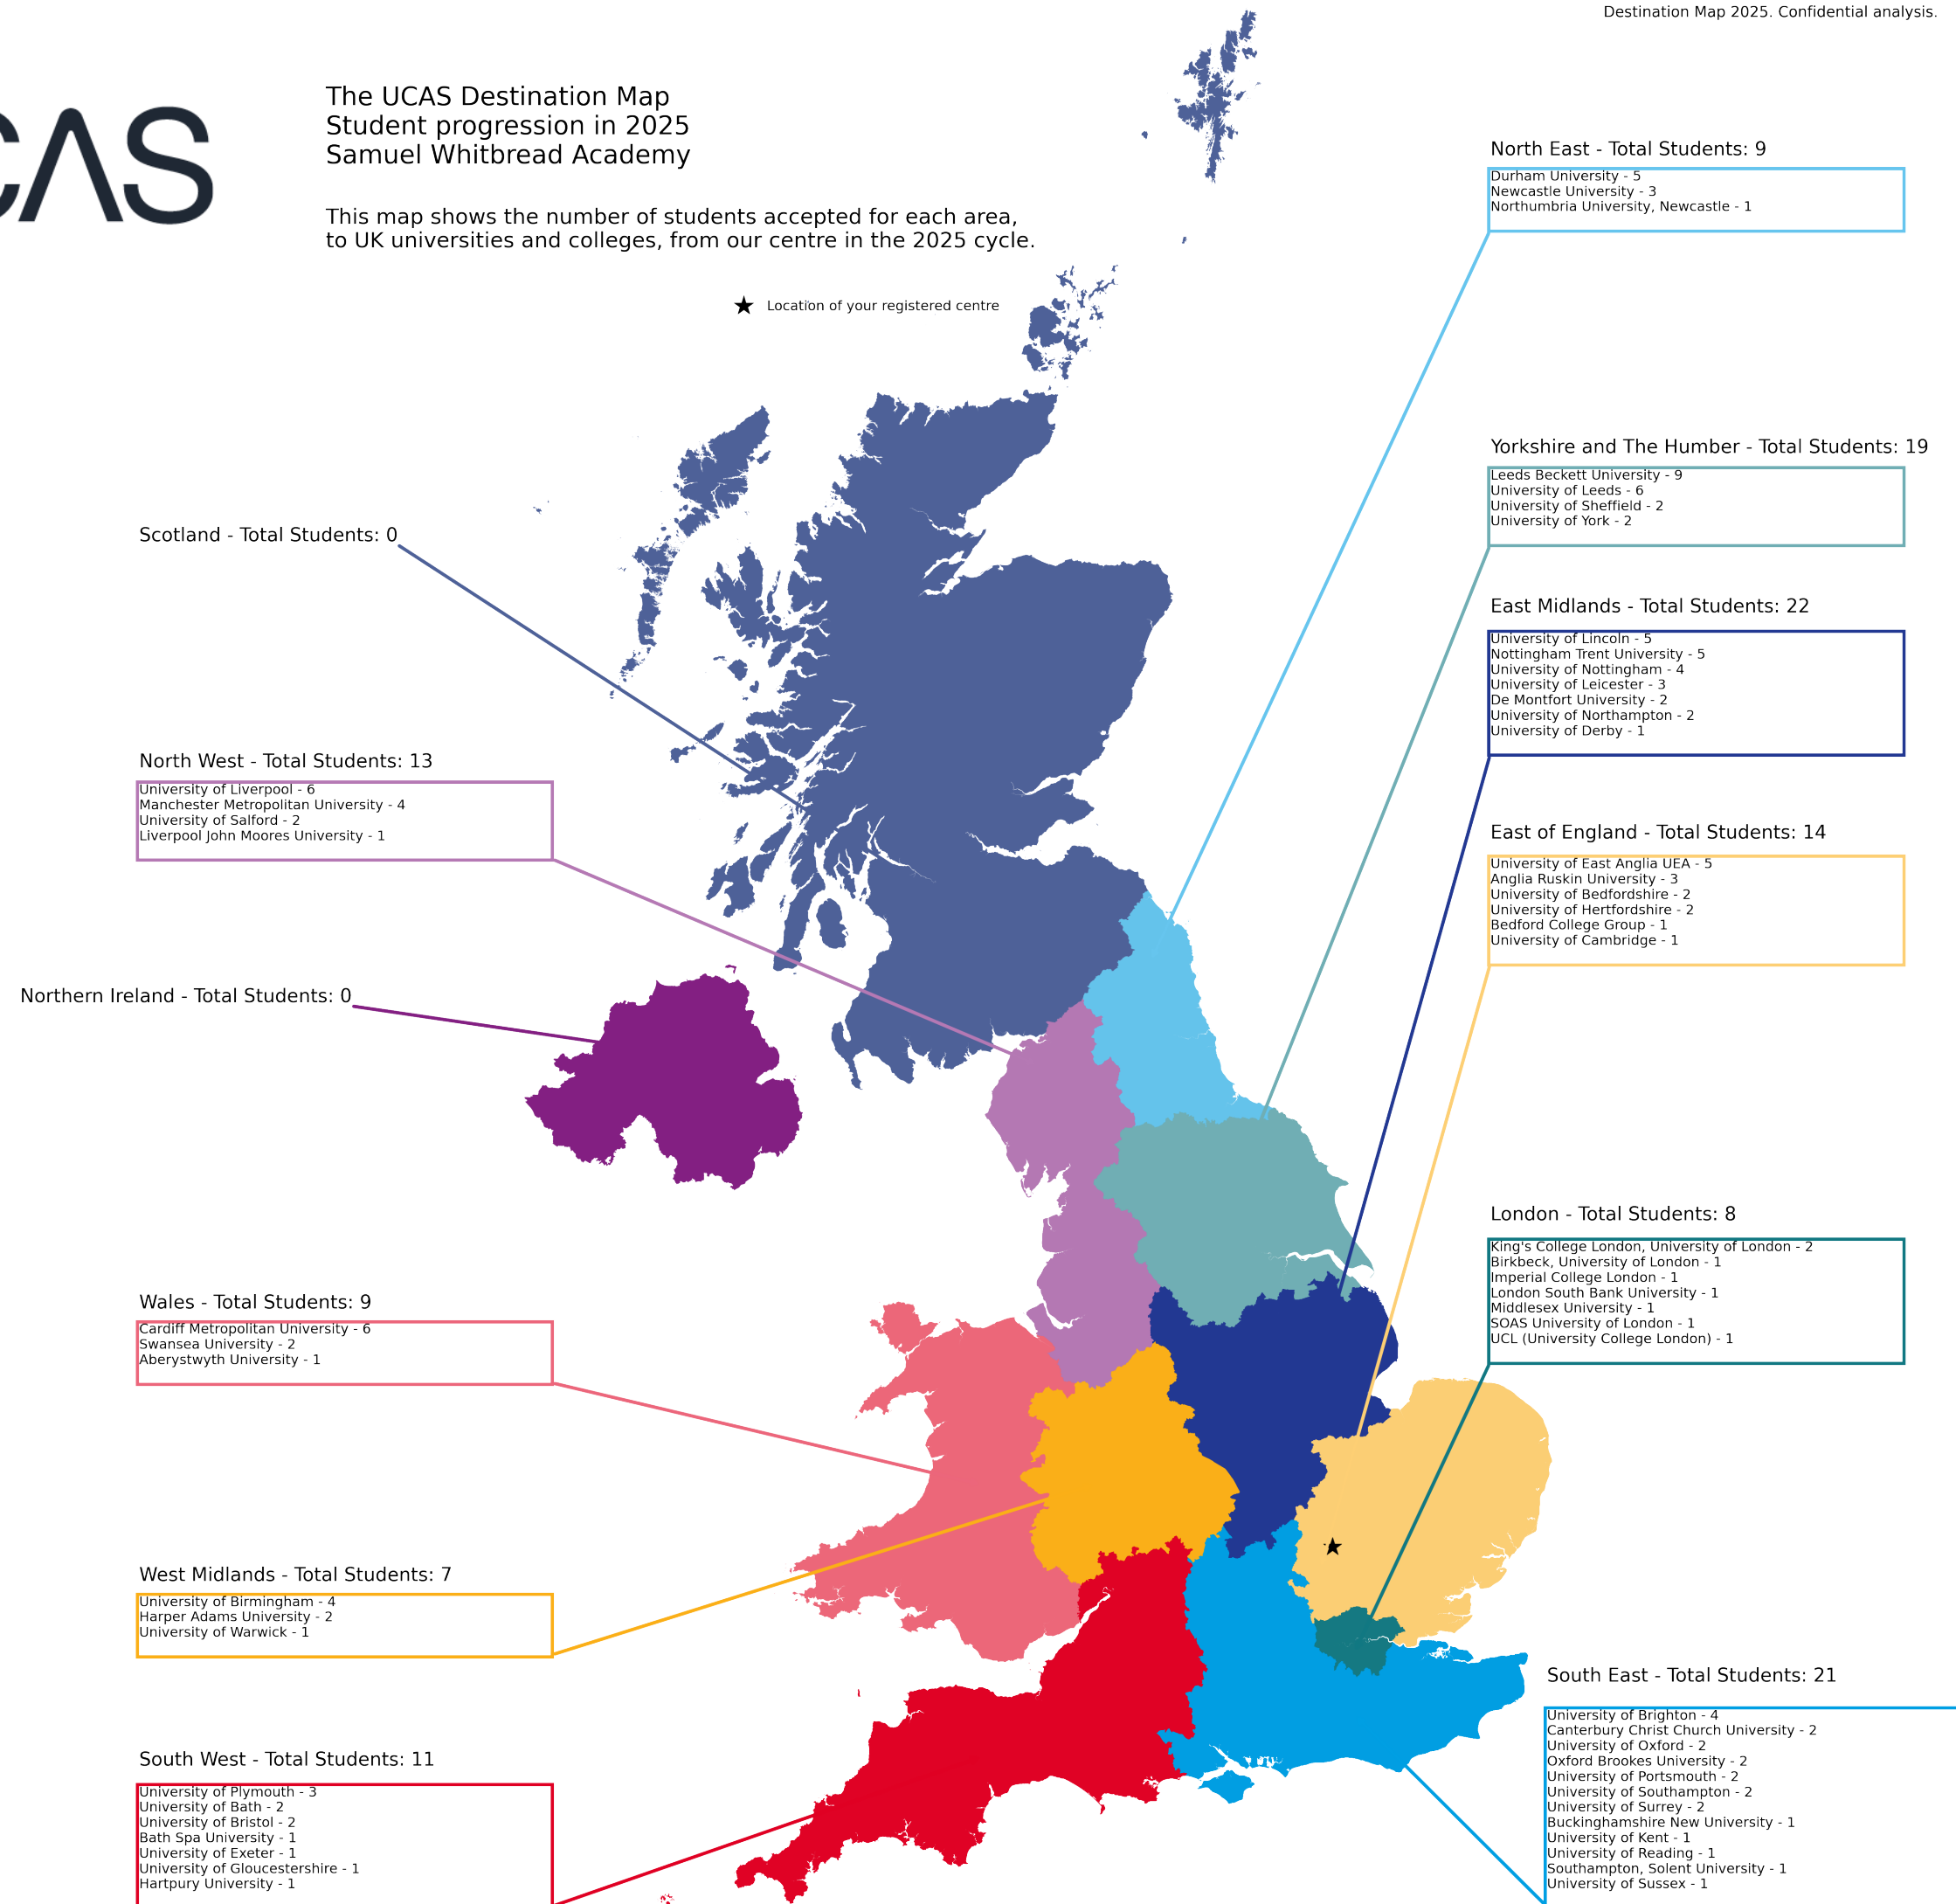 Destination Map 2025. Confidential analysis.
CAS
The UCAS Destination Map
Student progression in 2025
Samuel Whitbread Academy
This map shows the number of students accepted for each area,
to UK universities and colleges, from our centre in the 2025 cycle.
★ Location of your registered centre
North East - Total Students: 9
Durham University - 5
Newcastle University - 3
Northumbria University, Newcastle - 1
Yorkshire and The Humber - Total Students: 19
Leeds Beckett University - 9
University of Leeds - 6
University of Sheffield - 2
University of York - 2
Scotland - Total Students: 0
East Midlands - Total Students: 22
University of Lincoln - 5
Nottingham Trent University - 5
University of Nottingham - 4
University of Leicester - 3
De Montfort University - 2
University of Northampton - 2
University of Derby - 1
North West - Total Students: 13
University of Liverpool - 6
Manchester Metropolitan University - 4
University of Salford - 2
Liverpool John Moores University - 1
East of England - Total Students: 14
University of East Anglia UEA - 5
Anglia Ruskin University - 3
University of Bedfordshire - 2
University of Hertfordshire - 2
Bedford College Group - 1
University of Cambridge - 1
Northern Ireland - Total Students: 0
London - Total Students: 8
King's College London, University of London - 2
Birkbeck, University of London - 1
Imperial College London - 1
London South Bank University - 1
Middlesex University - 1
SOAS University of London - 1
UCL (University College London) - 1
Wales - Total Students: 9
Cardiff Metropolitan University - 6
Swansea University - 2
Aberystwyth University - 1
West Midlands - Total Students: 7
University of Birmingham - 4
Harper Adams University - 2
University of Warwick - 1
South East - Total Students: 21
University of Brighton - 4
Canterbury Christ Church University - 2
University of Oxford - 2
Oxford Brookes University - 2
University of Portsmouth - 2
University of Southampton - 2
University of Surrey - 2
Buckinghamshire New University - 1
University of Kent - 1
University of Reading - 1
Southampton, Solent University - 1
University of Sussex - 1
South West - Total Students: 11
University of Plymouth - 3
University of Bath - 2
University of Bristol - 2
Bath Spa University - 1
University of Exeter - 1
University of Gloucestershire - 1
Hartpury University - 1